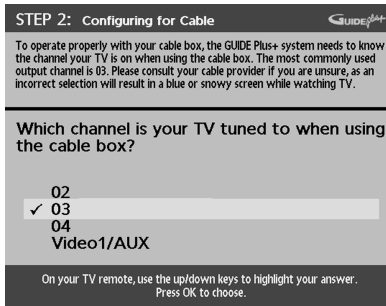 STEP 2: Configuring for Cable
GUIDE plus+
To operate properly with your cable box, the GUIDE Plus+ system needs to know
the channel your TV is on when using the cable box. The most commonly used
output channel is 03. Please consult your cable provider if you are unsure, as an
incorrect selection will result in a blue or snowy screen while watching TV.
Which channel is your TV tuned to when using
the cable box?
02
✓ 03
04
Video1/AUX
On your TV remote, use the up/down keys to highlight your answer.
Press OK to choose.